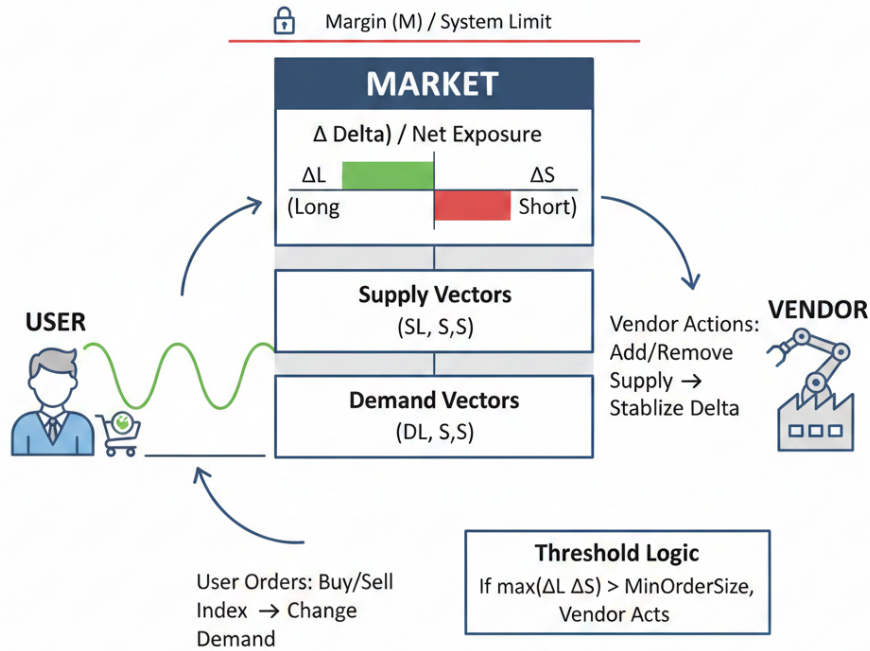 Margin (M) / System Limit
MARKET
Δ Delta) / Net Exposure
ΔL
ΔS
(Long
Short)
Supply Vectors
(SL, S,S)
Demand Vectors
(DL, S,S)
USER
VENDOR
Vendor Actions:
Add/Remove
Supply →
Stablize Delta
User Orders: Buy/Sell
Index → Change
Demand
Threshold Logic
If max(ΔL ΔS) > MinOrderSize,
Vendor Acts